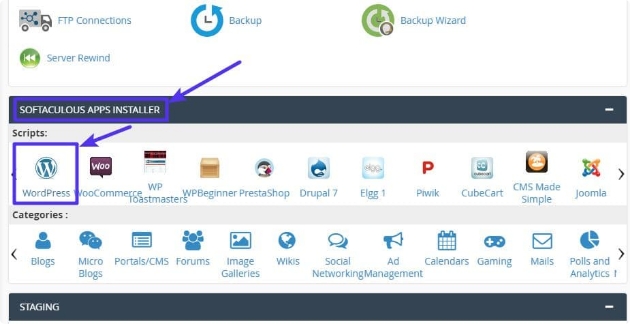 FTP Connections
Backup
Backup Wizard
Server Rewind
SOFTACULOUS APPS INSTALLER
Scripts:
WOO
P
WordPress WooCommerce WP Toastmasters WPBeginner PrestaShop Drupal 7 Elgg 1 Piwik CubeCart CMS Made Simple Joomla
Categories :
Blogs Micro Blogs Portals/CMS Forums Image Galleries Wikis Social Networking Ad Management Calendars Gaming Mails Polls and Analytics
STAGING